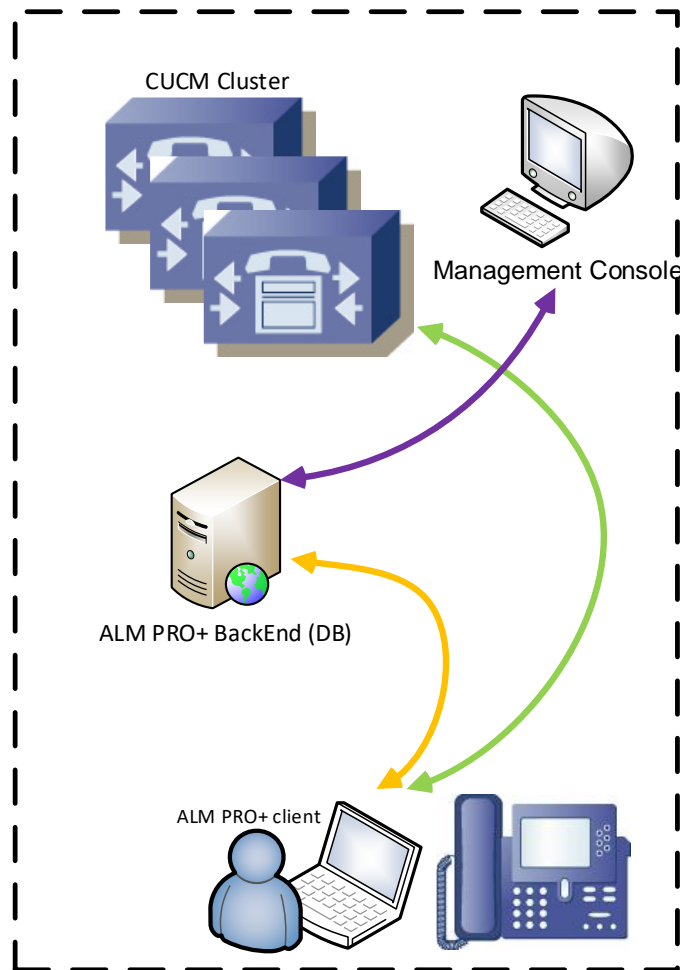 CUCM Cluster
Management Console
ALM PRO+ BackEnd (DB)
ALM PRO+ client